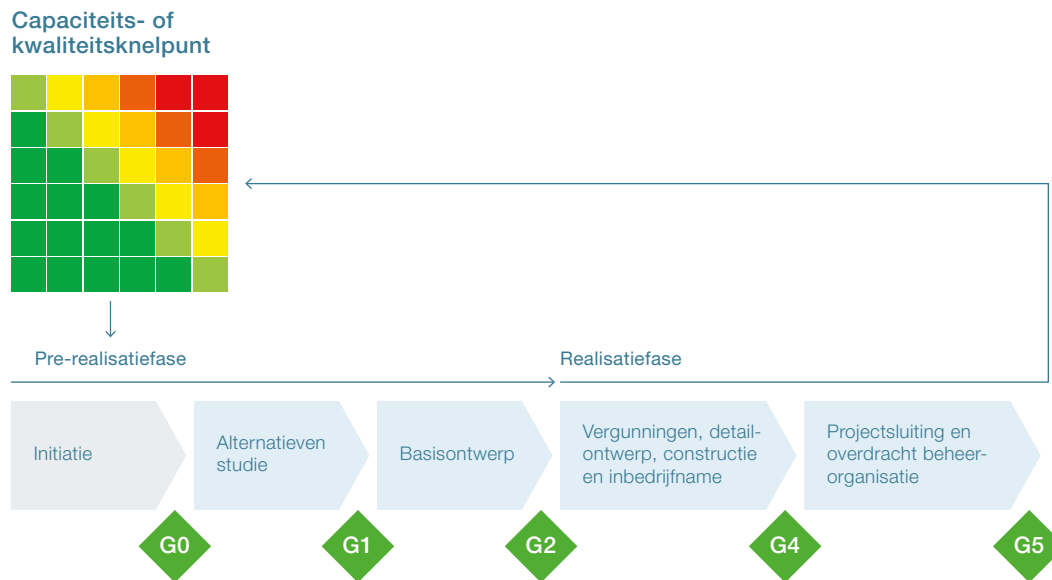 Capaciteits- of
kwaliteitsknelpunt
Pre-realisatiefase
Realisatiefase
Initiatie
Alternatieven
studie
Basisontwerp
Vergunningen, detail-
ontwerp, constructie
en inbedrijfname
Projectsluiting en
overdracht beheer-
organisatie
G0
G1
G2
G4
G5